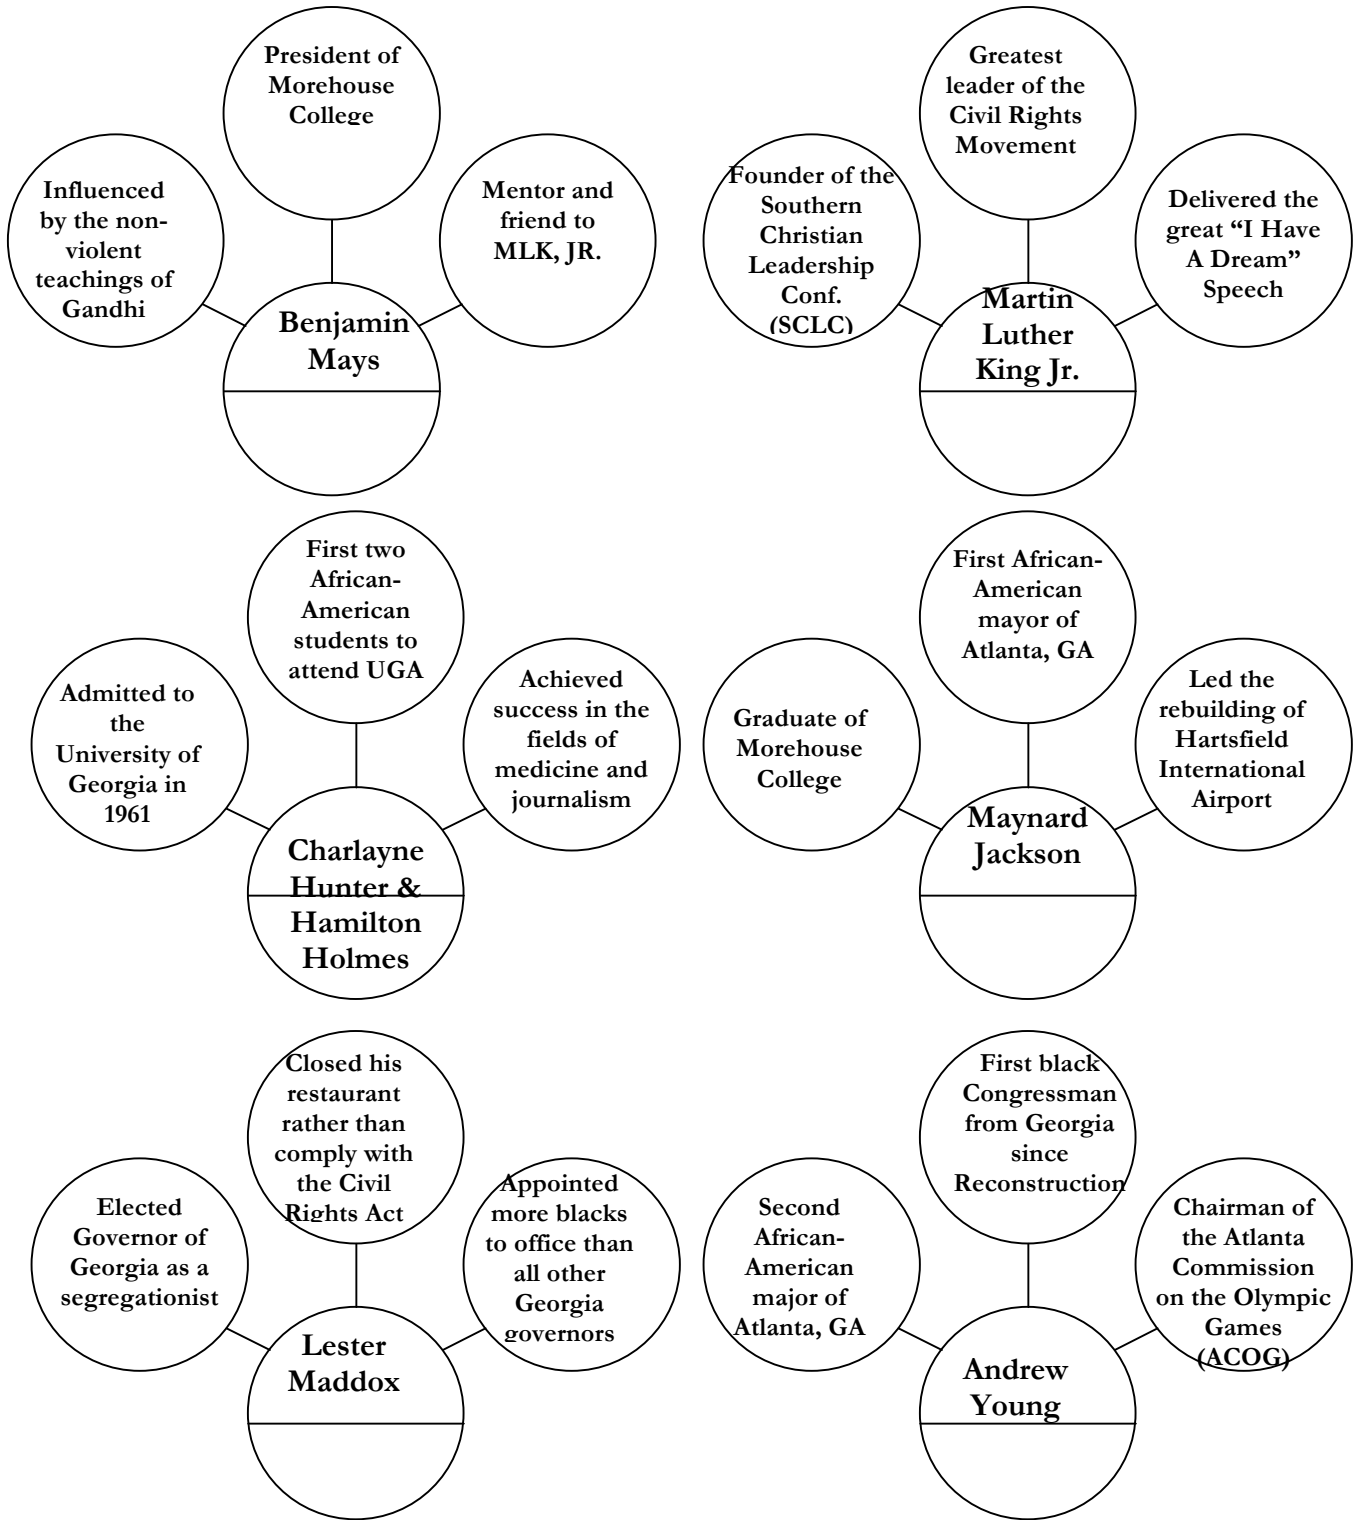 President of
Morehouse
College
Influenced
by the non-
violent
teachings of
Gandhi
Mentor and
friend to
MLK, JR.
Benjamin
Mays
Greatest
leader of the
Civil Rights
Movement
Founder of the
Southern
Christian
Leadership
Conf.
(SCLC)
Delivered the
great “I Have
A Dream”
Speech
Martin
Luther
King Jr.
First two
African-
American
students to
attend UGA
Admitted to
the
University of
Georgia in
1961
Achieved
success in the
fields of
medicine and
journalism
Charlayne
Hunter &
Hamilton
Holmes
First African-
American
mayor of
Atlanta, GA
Graduate of
Morehouse
College
Led the
rebuilding of
Hartsfield
International
Airport
Maynard
Jackson
Closed his
restaurant
rather than
comply with
the Civil
Rights Act
Elected
Governor of
Georgia as a
segregationist
Appointed
more blacks
to office than
all other
Georgia
governors
Lester
Maddox
First black
Congressman
from Georgia
since
Reconstruction
Second
African-
American
major of
Atlanta, GA
Chairman of
the Atlanta
Commission
on the Olympic
Games
(ACOG)
Andrew
Young